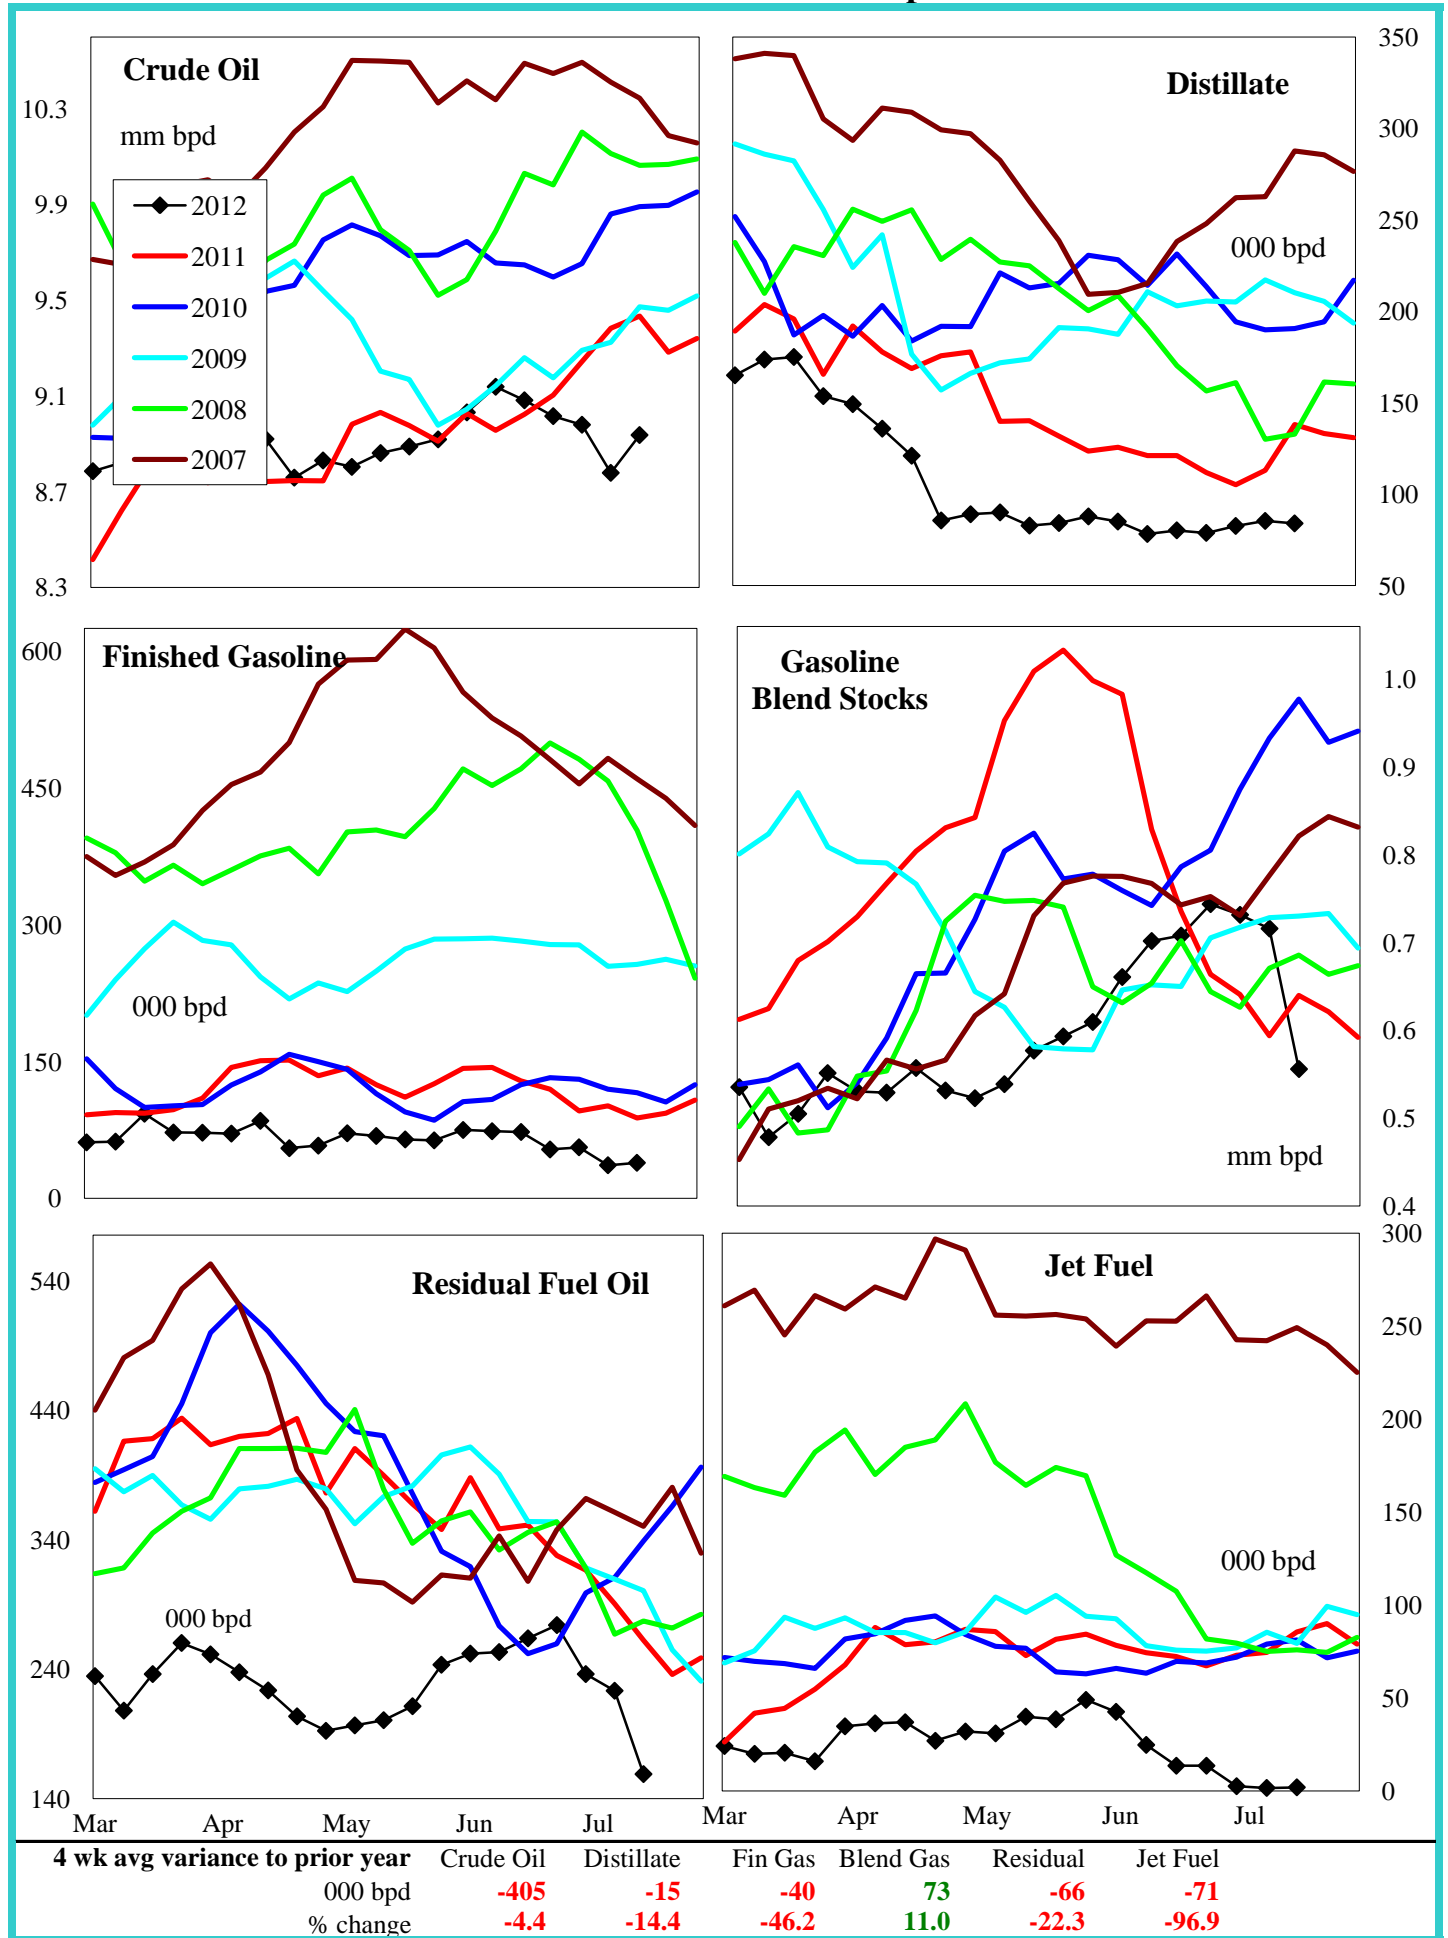 Crude Oil
mm bpd
10.3
9.9
9.5
9.1
8.7
8.3
2012
2011
2010
2009
2008
2007
Distillate
000 bpd
350
300
250
200
150
100
50
Finished Gasoline
000 bpd
600
450
300
150
0
Gasoline
Blend Stocks
mm bpd
1.0
0.9
0.8
0.7
0.6
0.5
0.4
Residual Fuel Oil
000 bpd
540
440
340
240
140
Mar Apr May Jun Jul
Jet Fuel
000 bpd
300
250
200
150
100
50
0
Mar Apr May Jun Jul
4 wk avg variance to prior year Crude Oil Distillate Fin Gas Blend Gas Residual Jet Fuel
000 bpd -405 -15 -40 73 -66 -71
% change -4.4 -14.4 -46.2 11.0 -22.3 -96.9